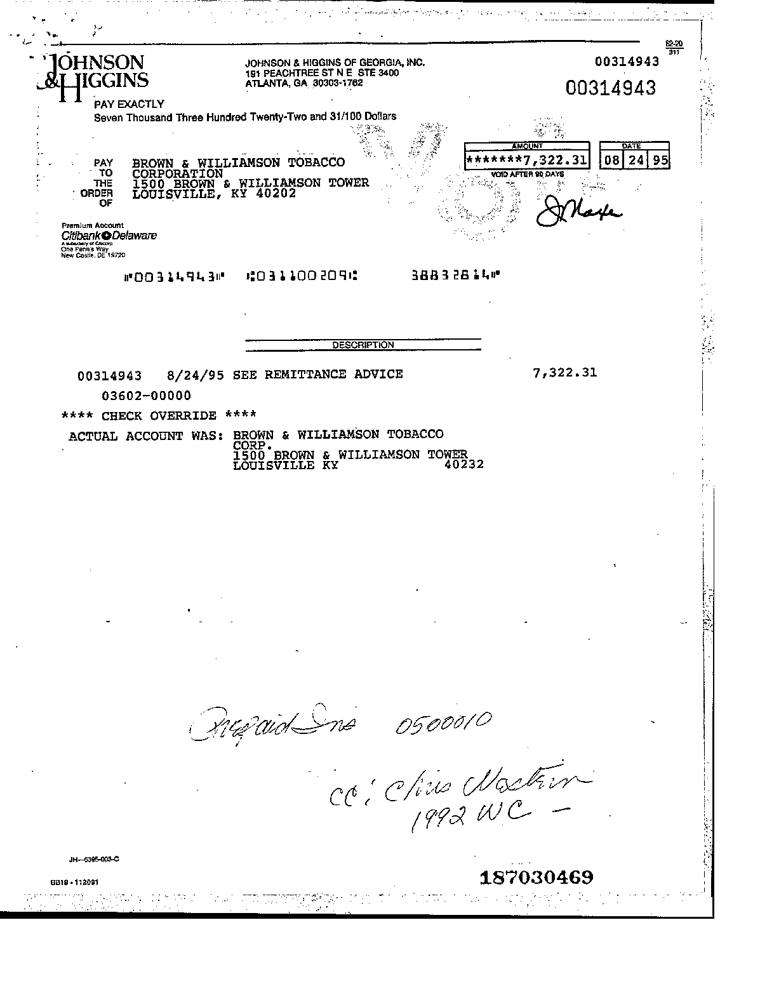 62-20
311
JOHNSON
& HIGGINS
JOHNSON & HIGGINS OF GEORGIA, INC.
191 PEACHTREE ST N E STE 3400
ATLANTA, GA 30303-1762
00314943
00314943
PAY EXACTLY
Seven Thousand Three Hundred Twenty-Two and 31/100 Dollars
AMOUNT
*******7,322.31
DATE
08 24 95
VOID AFTER 90 DAYS
PAY
TO
THE
ORDER
OF
BROWN & WILLIAMSON TOBACCO
CORPORATION
1500 BROWN & WILLIAMSON TOWER
LOUISVILLE, KY 40202
VOID
Premium Account
Citibank Delaware
A subsidiary of Citicorp
One Penn's Way
New Castle, DE 19720
⑈00314943⑈ ⑆031100209⑆ 38832814⑈
DESCRIPTION
00314943 8/24/95 SEE REMITTANCE ADVICE 7,322.31
03602-00000
**** CHECK OVERRIDE ****
ACTUAL ACCOUNT WAS: BROWN & WILLIAMSON TOBACCO
CORP.
1500 BROWN & WILLIAMSON TOWER
LOUISVILLE KY 40232
Prepaid Ins 0500010
CC: Chris
1992 WC -
JH--6395-003-C
BB19 - 112091
187030469